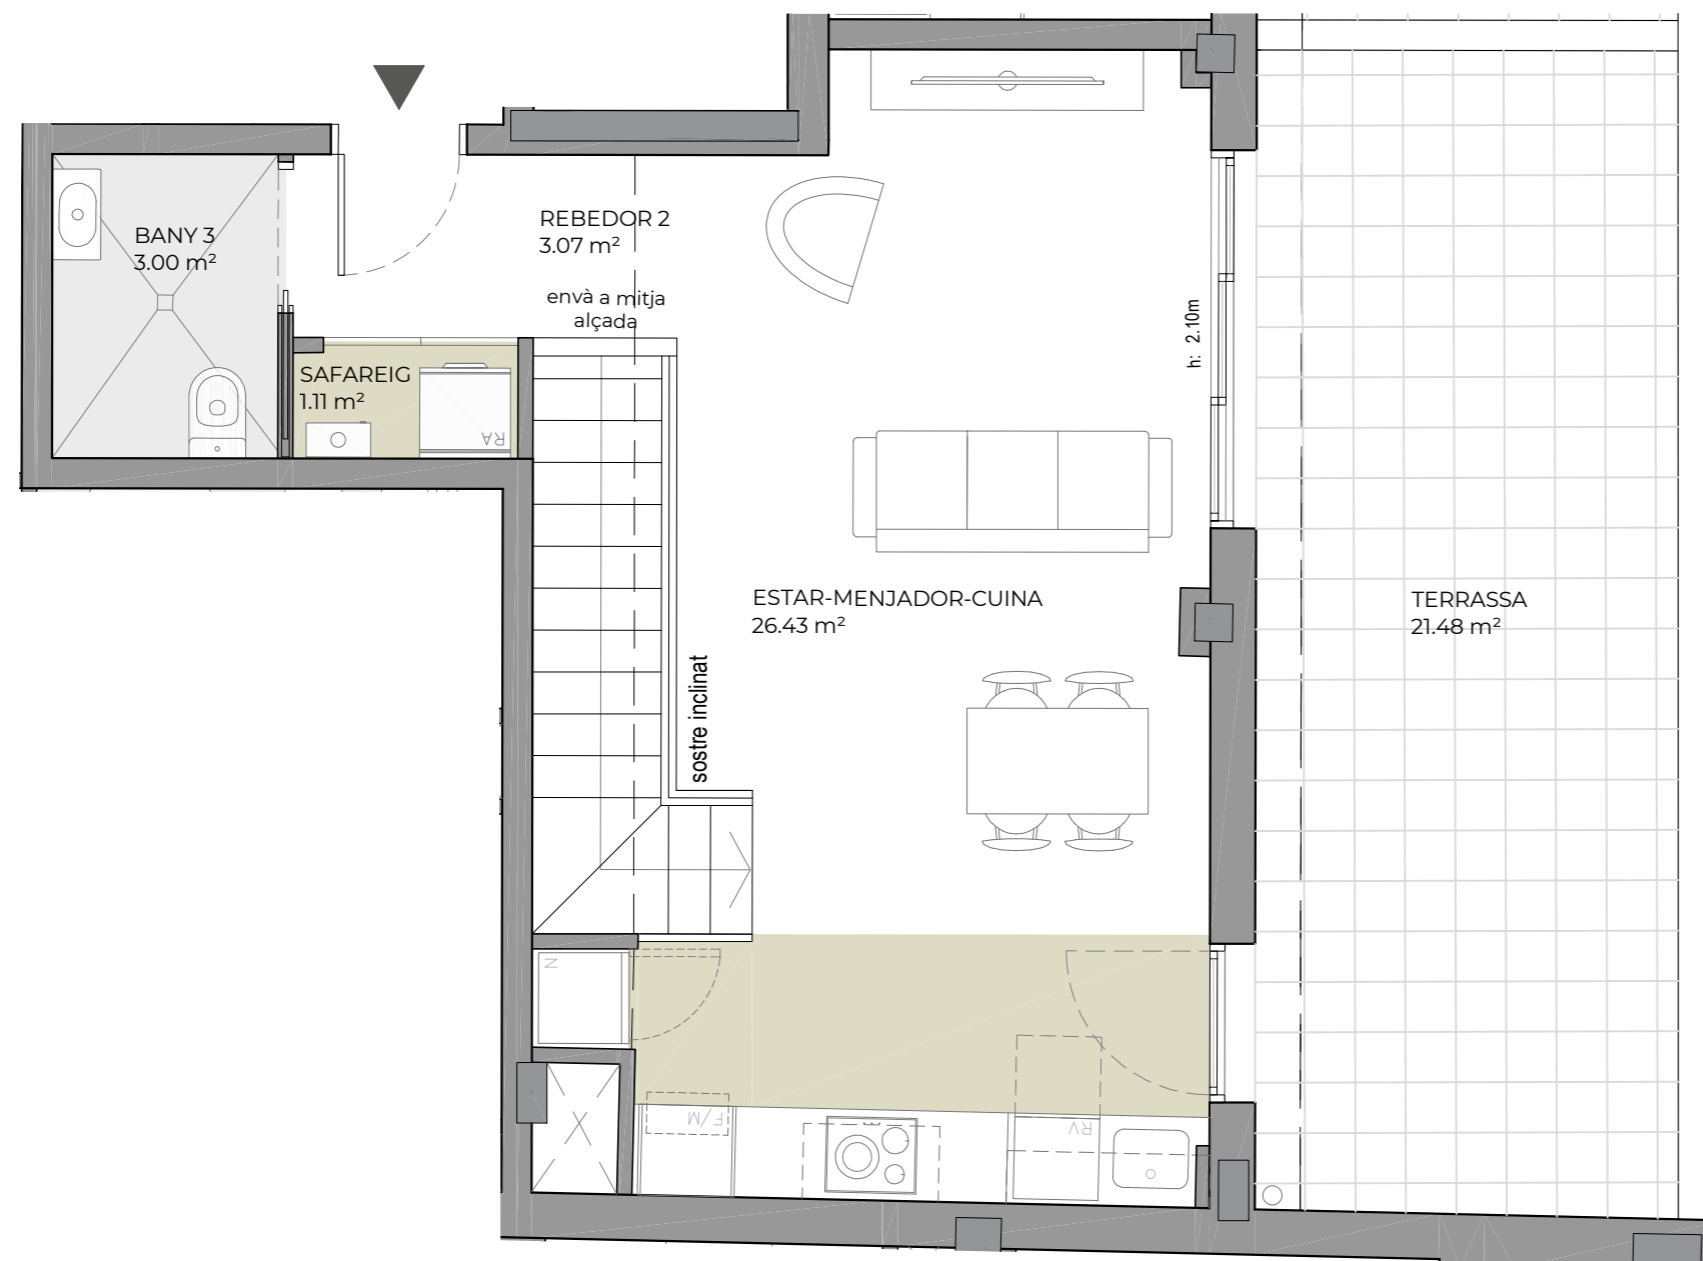 BANY 3
3.00 m²
REBEDOR 2
3.07 m²
envà a mitja
alçada
SAFAREIG
1.11 m²
RA
h: 2.10m
ESTAR-MENJADOR-CUINA
26.43 m²
TERRASSA
21.48 m²
sostre inclinat
N
F/M
RV